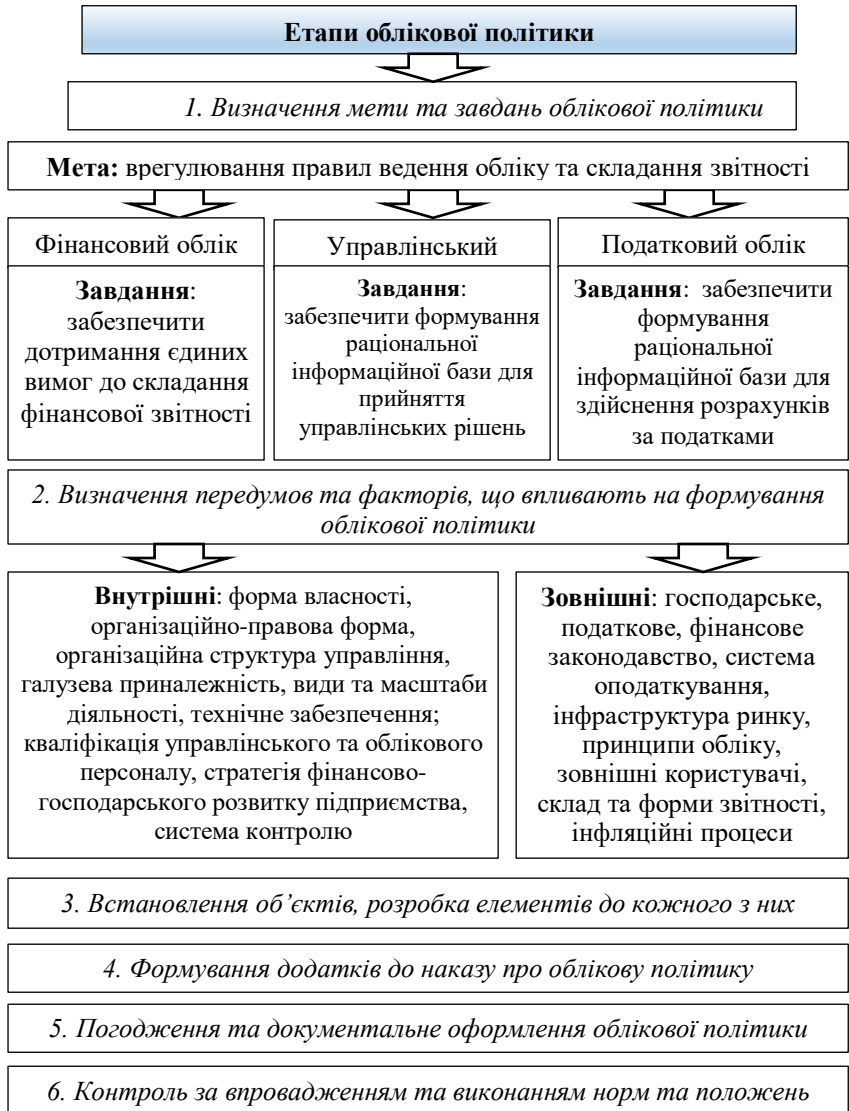 Етапи облікової політики
1. Визначення мети та завдань облікової політики
Мета: врегулювання правил ведення обліку та складання звітності
Фінансовий облік
Завдання:
забезпечити
дотримання єдиних
вимог до складання
фінансової звітності
Управлінський
Завдання:
забезпечити формування
раціональної
інформаційної бази для
прийняття
управлінських рішень
Податковий облік
Завдання: забезпечити
формування
раціональної
інформаційної бази для
здійснення розрахунків
за податками
2. Визначення передумов та факторів, що впливають на формування
облікової політики
Внутрішні: форма власності,
організаційно-правова форма,
організаційна структура управління,
галузева приналежність, види та масштаби
діяльності, технічне забезпечення;
кваліфікація управлінського та облікового
персоналу, стратегія фінансово-
господарського розвитку підприємства,
система контролю
Зовнішні: господарське,
податкове, фінансове
законодавство, система
оподаткування,
інфраструктура ринку,
принципи обліку,
зовнішні користувачі,
склад та форми звітності,
інфляційні процеси
3. Встановлення об’єктів, розробка елементів до кожного з них
4. Формування додатків до наказу про облікову політику
5. Погодження та документальне оформлення облікової політики
6. Контроль за впровадженням та виконанням норм та положень